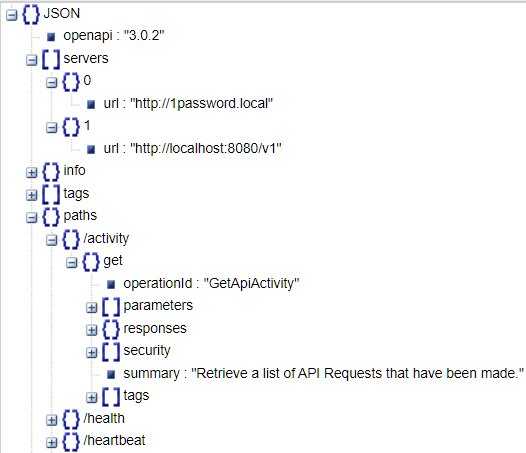 JSON
openapi : "3.0.2"
servers
0
url : "http://1password.local"
1
url : "http://localhost:8080/v1"
info
tags
paths
/activity
get
operationId : "GetApiActivity"
parameters
responses
security
summary : "Retrieve a list of API Requests that have been made."
tags
/health
/heartbeat